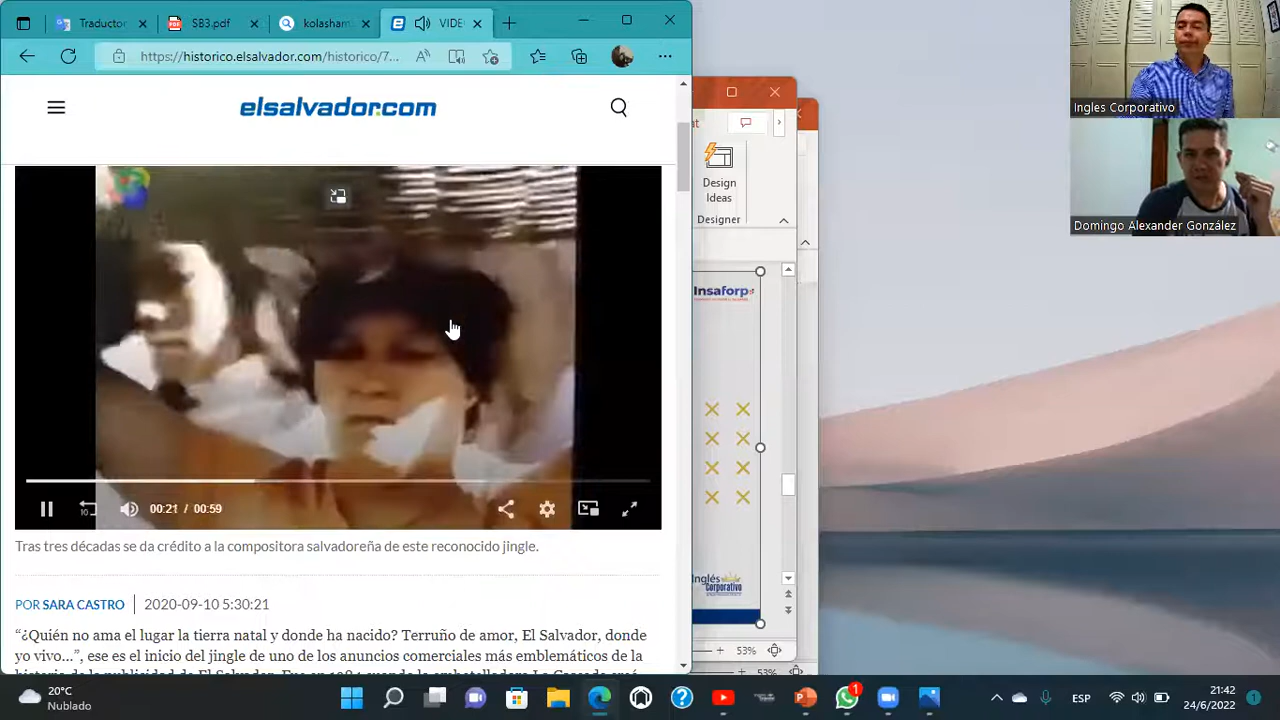 Traductor
SB3.pdf
kolasham
VIDE
https://historico.elsalvador.com/historico/7...
elsalvador.com
Ingles Corporativo
Domingo Alexander González
at
Design
Ideas
Designer
Insaforp
Inglés
Corporativo
00:21 / 00:59
Tras tres décadas se da crédito a la compositora salvadoreña de este reconocido jingle.
POR SARA CASTRO
2020-09-10 5:30:21
“¿Quién no ama el lugar la tierra natal y donde ha nacido? Terruño de amor, El Salvador, donde
yo vivo...”, ese es el inicio del jingle de uno de los anuncios comerciales más emblemáticos de la
53%
53%
20°C
Nublado
1
ESP
21:42
24/6/2022
1